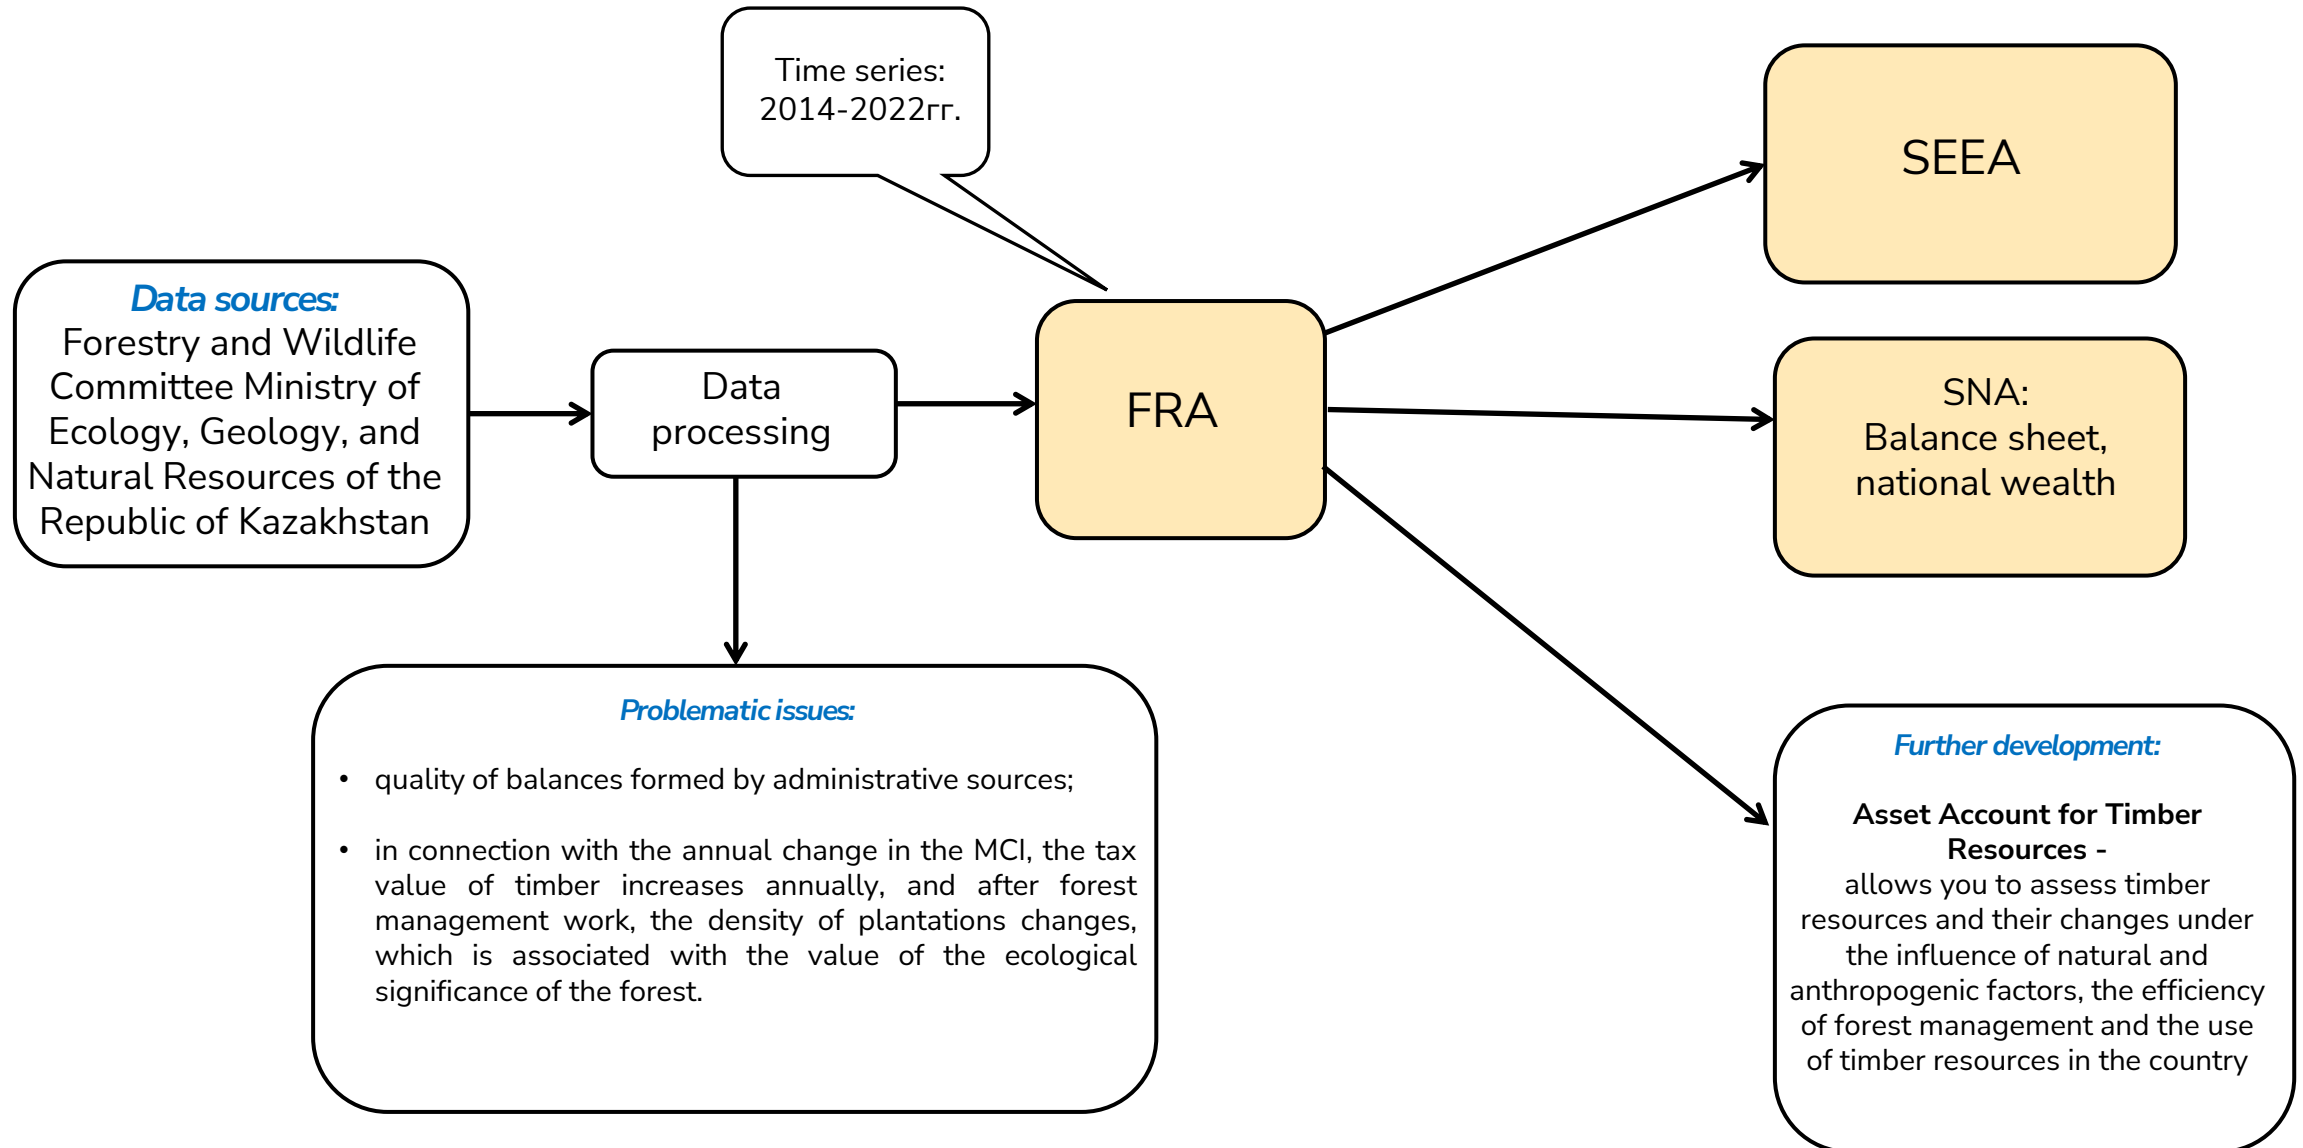 Time series:
2014-2022гг.
SEEA
Data sources:
Forestry and Wildlife
Committee Ministry of
Ecology, Geology, and
Natural Resources of the
Republic of Kazakhstan
Data
processing
FRA
SNA:
Balance sheet,
national wealth
Problematic issues:
• quality of balances formed by administrative sources;
• in connection with the annual change in the MCI, the tax
value of timber increases annually, and after forest
management work, the density of plantations changes,
which is associated with the value of the ecological
significance of the forest.
Further development:
Asset Account for Timber
Resources -
allows you to assess timber
resources and their changes under
the influence of natural and
anthropogenic factors, the efficiency
of forest management and the use
of timber resources in the country